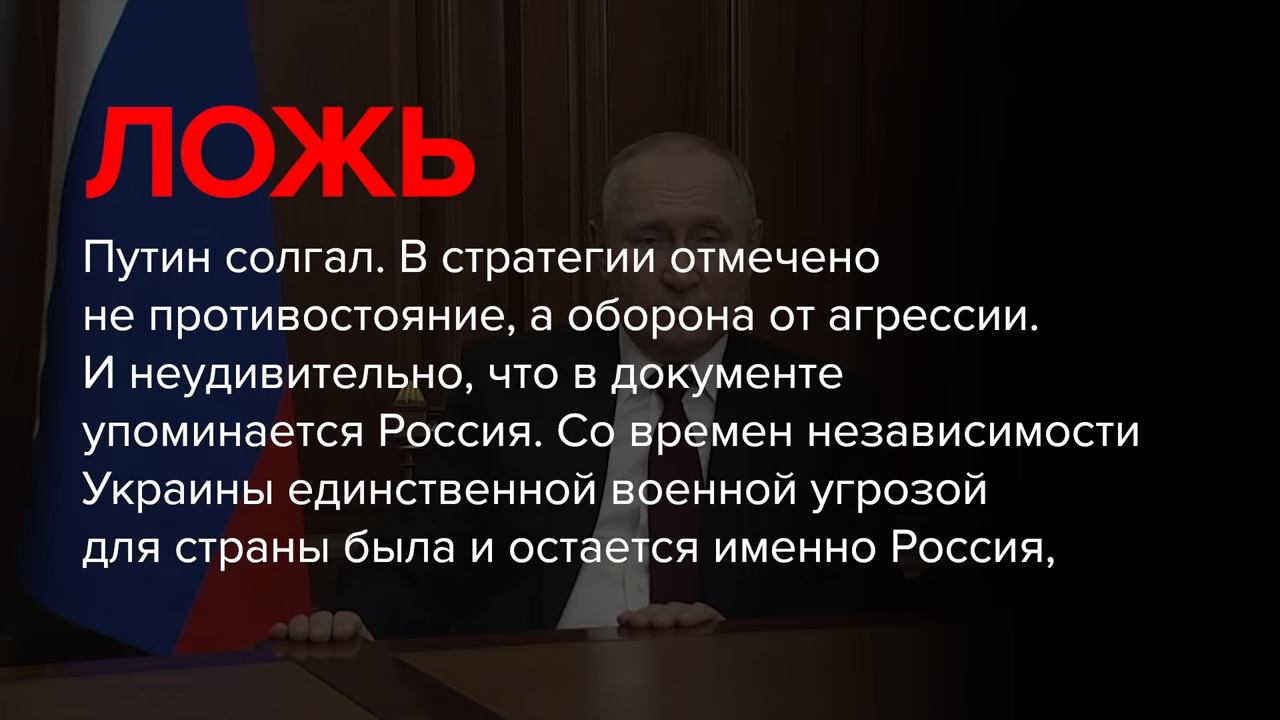 ЛОЖЬ
Путин солгал. В стратегии отмечено
не противостояние, а оборона от агрессии.
И неудивительно, что в документе
упоминается Россия. Со времен независимости
Украины единственной военной угрозой
для страны была и остается именно Россия,